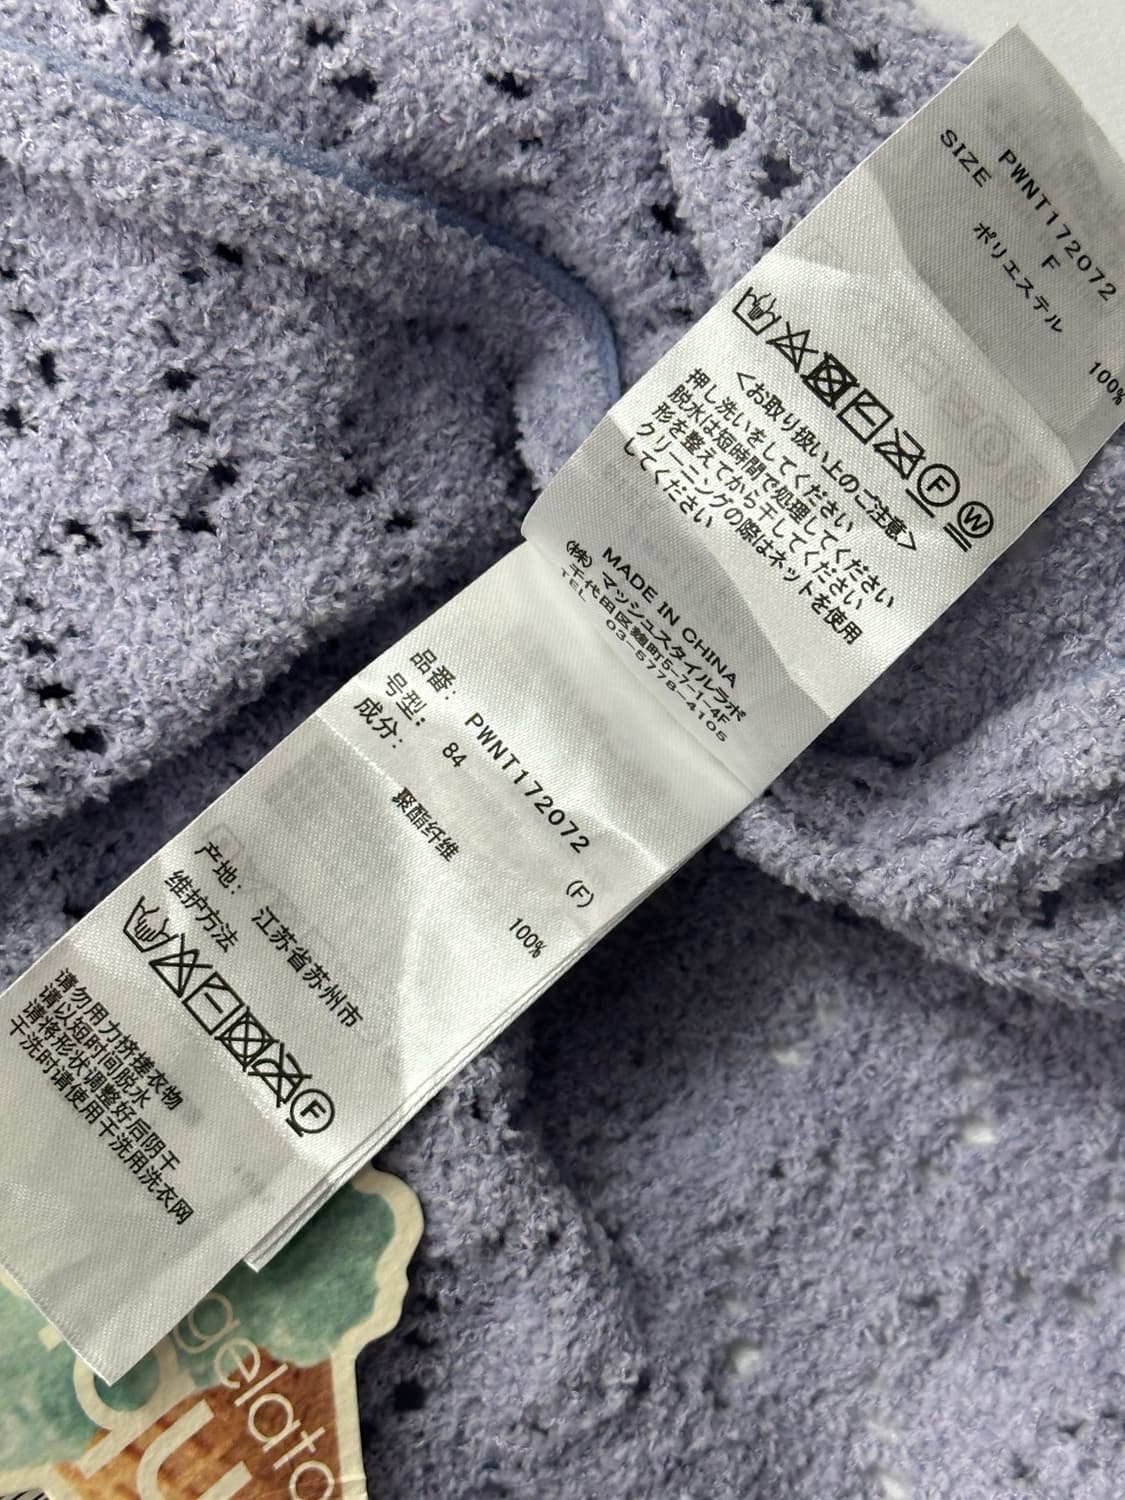 PWNT172072
SIZE F
ポリエステル 100%
<お取り扱い上のご注意>
押し洗いをしてください
脱水は短時間で処理してください
形を整えてから干してください
クリーニングの際はネットを使用
してください
MADE IN CHINA
(株)マッシュスタイルラボ
千代田区麹町5-7-1-4F
TEL 03-5778-4105
品番: PWNT172072
号型: 84 (F)
成分: 聚酯纤维 100%
产地: 江苏省苏州市
维护方法
请勿用力挤搓衣物
请以短时间脱水
请将形状调整好后阴干
干洗时请使用干洗用洗衣网
gelato